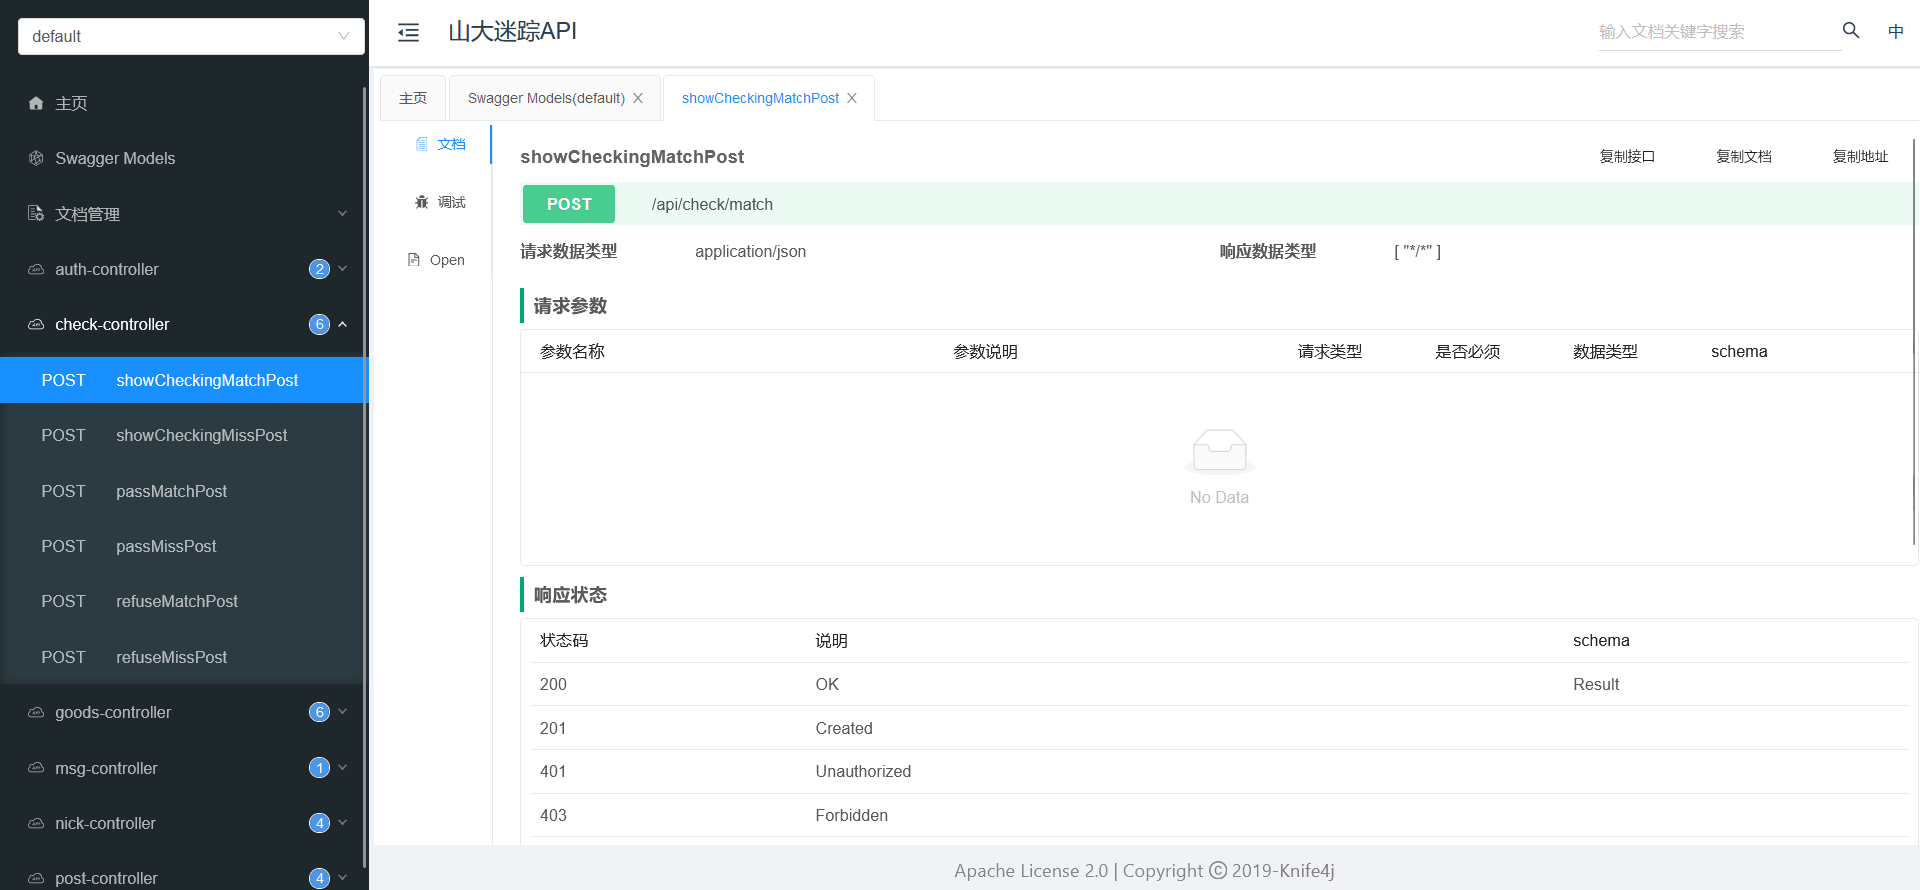 default
主页
Swagger Models
文档管理
auth-controller 2
check-controller 6
POST showCheckingMatchPost
POST showCheckingMissPost
POST passMatchPost
POST passMissPost
POST refuseMatchPost
POST refuseMissPost
goods-controller 6
msg-controller 1
nick-controller 4
post-controller 4
山大迷踪API
输入文档关键字搜索
中
主页 Swagger Models(default) showCheckingMatchPost
文档
调试
Open
showCheckingMatchPost 复制接口 复制文档 复制地址
POST /api/check/match
请求数据类型 application/json 响应数据类型 [ "*/*" ]
请求参数
参数名称 参数说明 请求类型 是否必须 数据类型 schema
No Data
响应状态
状态码 说明 schema
200 OK Result
201 Created
401 Unauthorized
403 Forbidden
Apache License 2.0 | Copyright © 2019-Knife4j